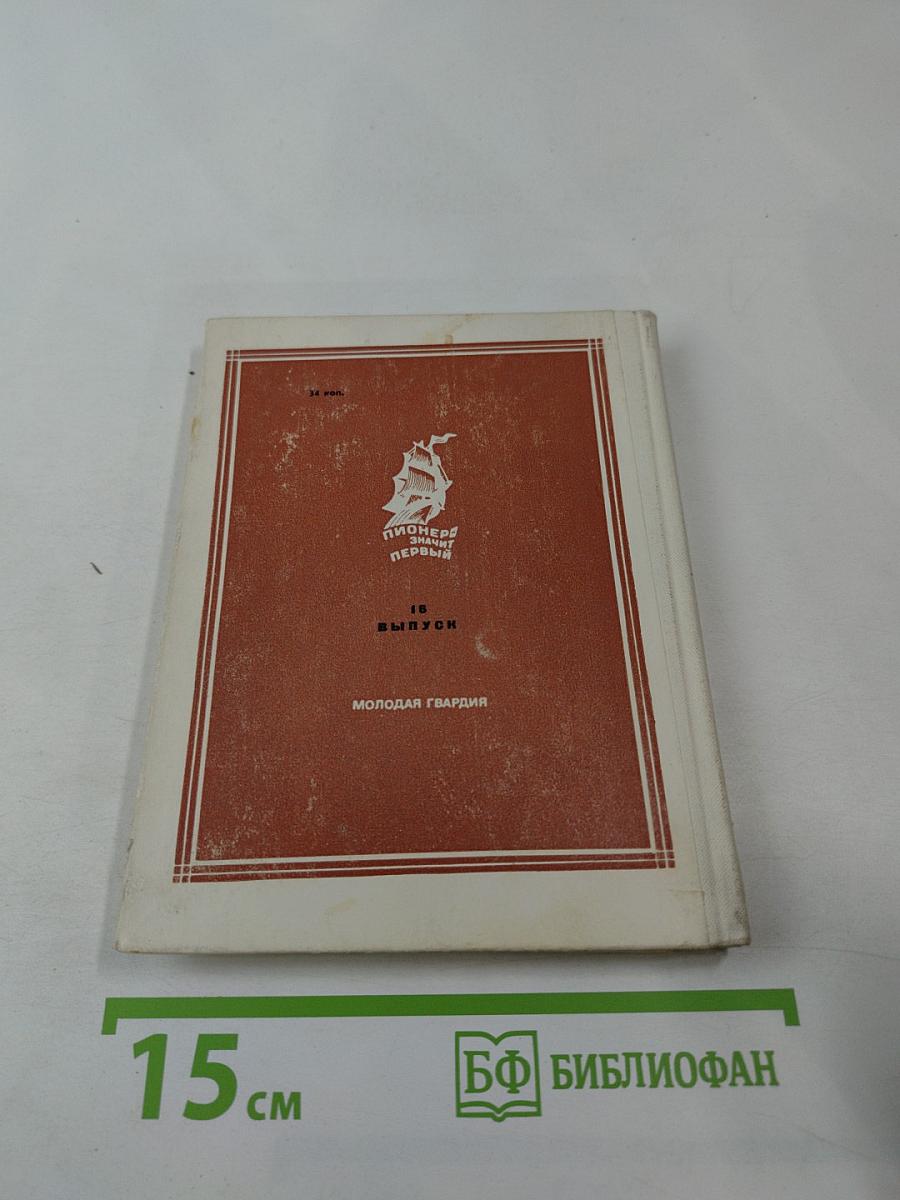 34 коп.
ПИОНЕР—
ЗНАЧИТ
ПЕРВЫЙ
16
ВЫПУСК
МОЛОДАЯ ГВАРДИЯ
15 см
БФ БИБЛИОФАН